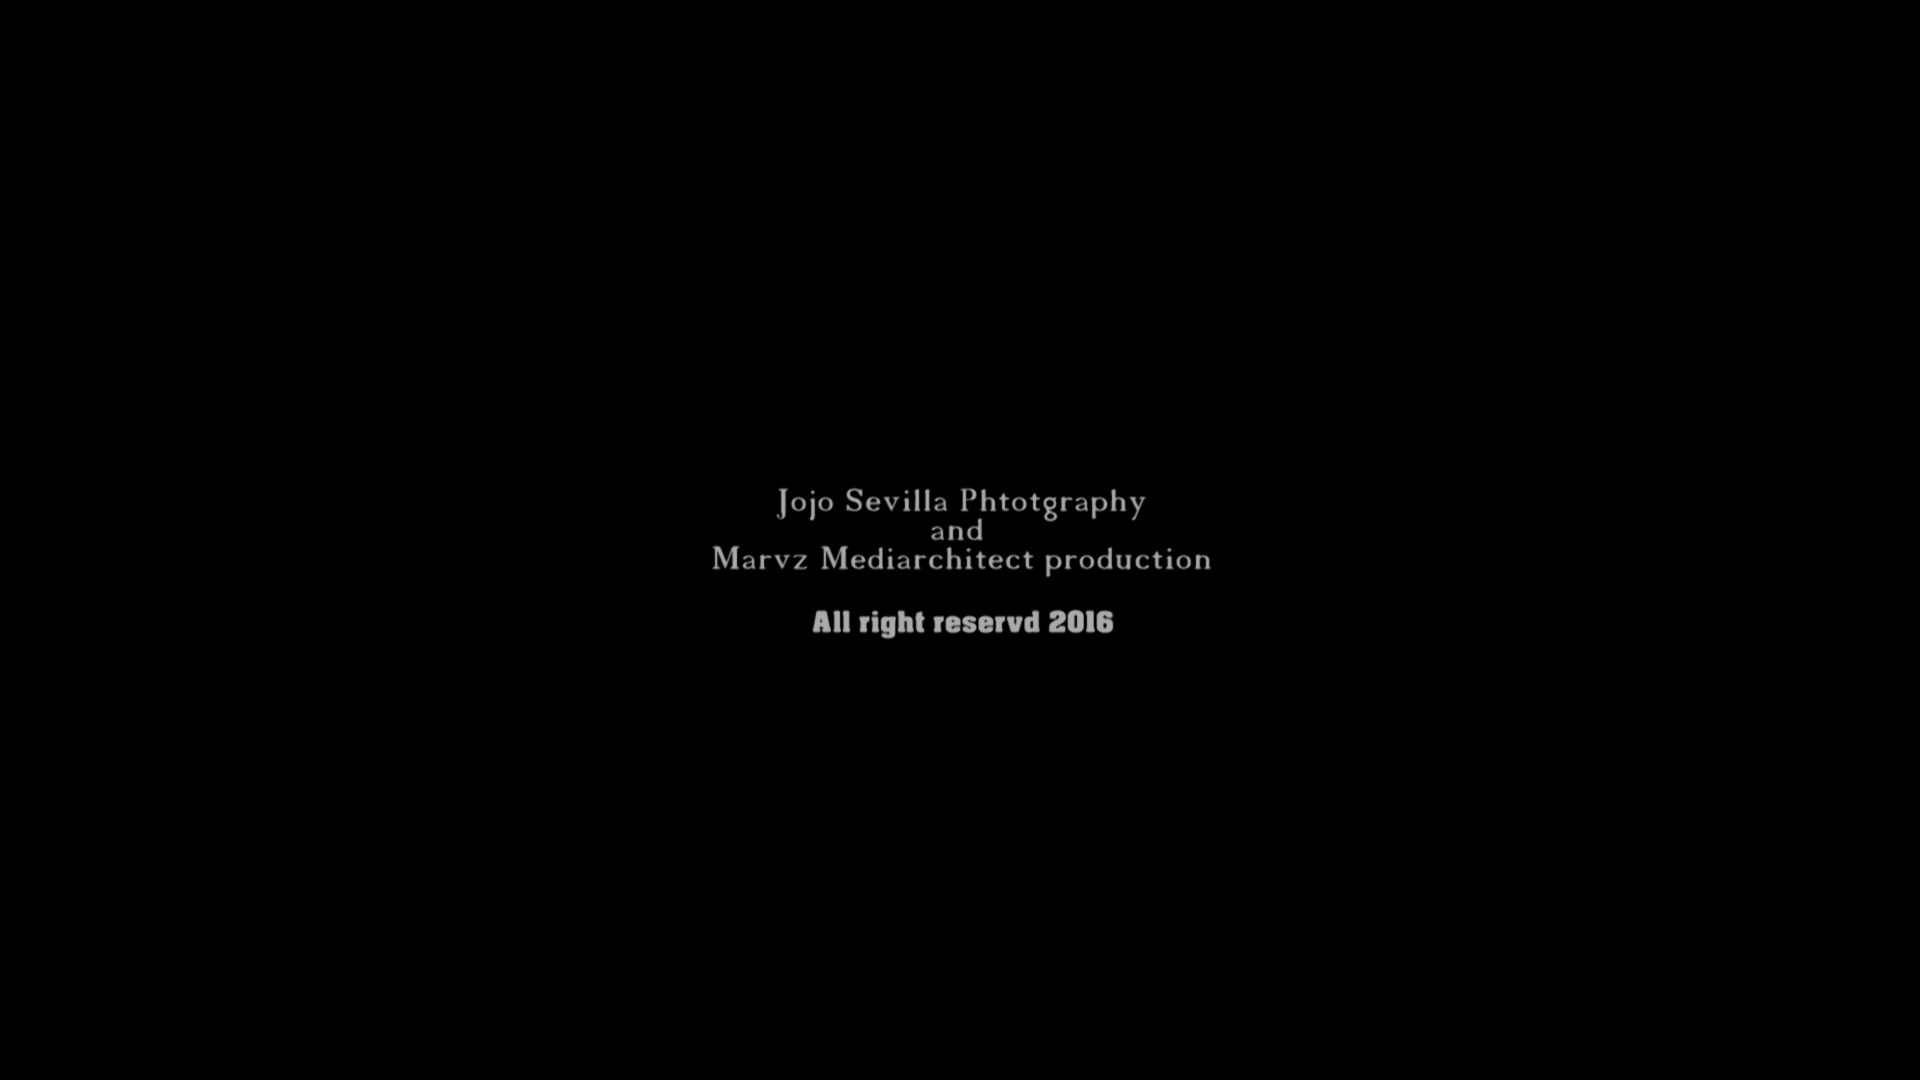 Jojo Sevilla Phtotgraphy
and
Marvz Mediarchitect production
All right reservd 2016